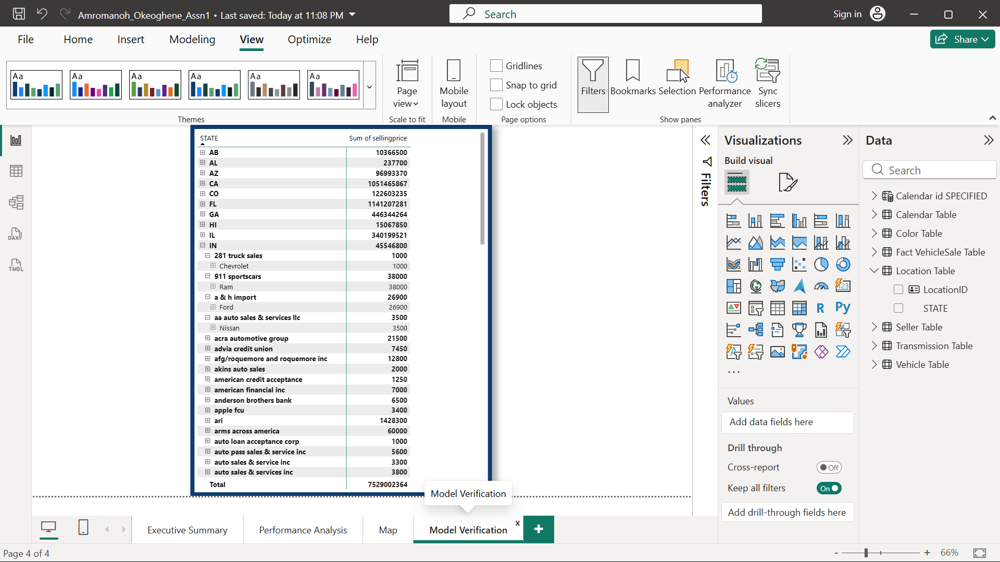 Amromanoh_Okeoghene_Assn1 • Last saved: Today at 11:08 PM
Search
Sign in
File Home Insert Modeling View Optimize Help
Share
Aa Aa Aa Aa Aa Aa
Themes
Page view
Scale to fit
Mobile layout
Mobile
Gridlines
Snap to grid
Lock objects
Page options
Filters
Bookmarks
Selection
Performance analyzer
Sync slicers
Show panes
DAX
TMDL
STATE Sum of sellingprice
AB 10366500
AL 237700
AZ 96993370
CA 1051465867
CO 122603235
FL 1141207281
GA 446344264
HI 15067850
IL 340199521
IN 45546800
281 truck sales 1000
Chevrolet 1000
911 sportscars 38000
Ram 38000
a & h import 26900
Ford 26900
aa auto sales & services llc 3500
Nissan 3500
acra automotive group 21500
advia credit union 7450
afg/roquemore and roquemore inc 12800
akins auto sales 2000
american credit acceptance 1250
american financial inc 7000
anderson brothers bank 6500
apple fcu 3400
ari 1428300
arms across america 60000
auto loan acceptance corp 1000
auto pass sales & service inc 5600
auto sales & service inc 3300
auto sales & services inc 3800
Total 7529002364
Model Verification
Filters
Visualizations
Build visual
123
R Py
...
Values
Add data fields here
Drill through
Cross-report Off
Keep all filters On
Add drill-through fields here
Data
Search
Calendar id SPECIFIED
Calendar Table
Color Table
Fact VehicleSale Table
Location Table
LocationID
STATE
Seller Table
Transmission Table
Vehicle Table
Executive Summary Performance Analysis Map Model Verification x +
Page 4 of 4
- + 66%